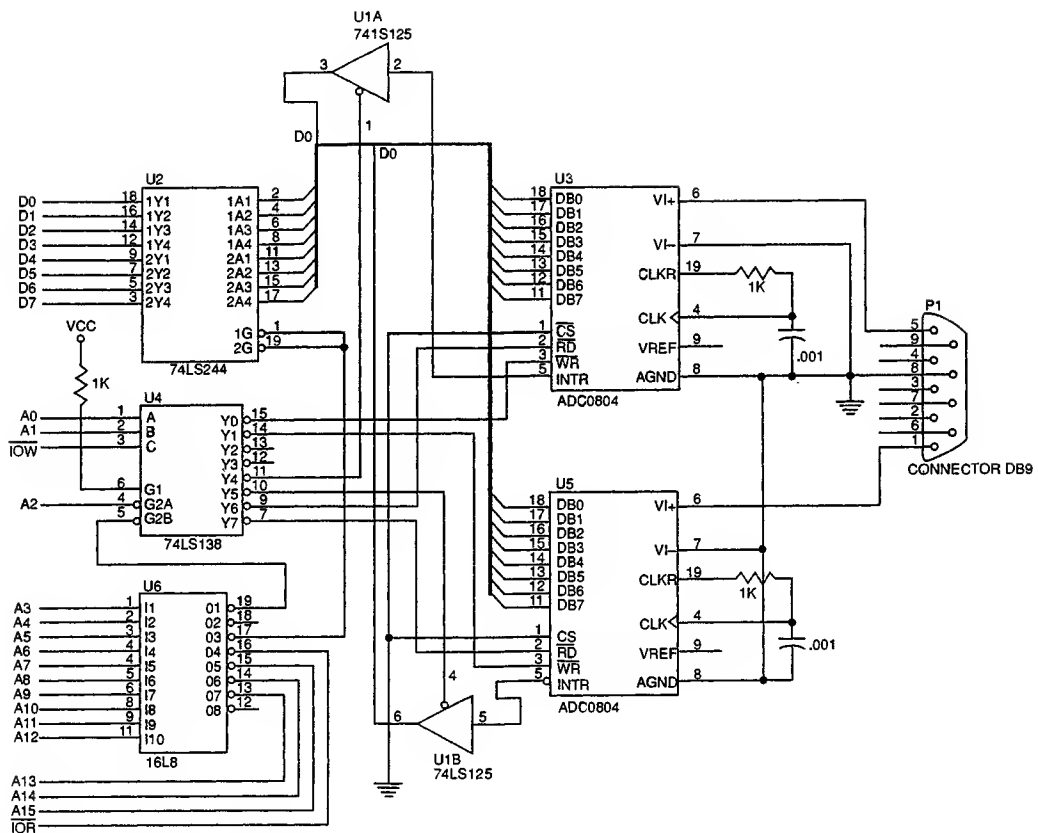 U1A
741S125
3
2
1
D0
D0
U2
D0 18 1Y1 1A1 2
D1 16 1Y2 1A2 4
D2 14 1Y3 1A3 6
D3 12 1Y4 1A4 8
D4 9 2Y1 2A1 11
D5 7 2Y2 2A2 13
D6 5 2Y3 2A3 15
D7 3 2Y4 2A4 17
1G 1
2G 19
74LS244
VCC
1K
U4
A0 1 A Y0 15
A1 2 B Y1 14
IOW 3 C Y2 13
Y3 12
Y4 11
6 G1 Y5 10
A2 4 G2A Y6 9
5 G2B Y7 7
74LS138
U6
A3 1 I1 01 19
A4 2 I2 02 18
A5 3 I3 03 17
A6 4 I4 D4 16
A7 4 I5 05 15
A8 5 I6 06 14
A9 6 I7 07 13
A10 8 I8 08 12
A11 9 I9
A12 11 I10
16L8
A13
A14
A15
IOR
U3
18 DB0 VI+ 6
17 DB1
16 DB2
15 DB3 VI– 7
14 DB4
13 DB5 CLKR 19
12 DB6
11 DB7
1K
CLK 4
1 CS
2 RD VREF 9
3 WR
5 INTR AGND 8
.001
ADC0804
P1
5
9
4
8
3
7
2
6
1
CONNECTOR DB9
U5
18 DB0 VI+ 6
17 DB1
16 DB2
15 DB3 VI– 7
14 DB4
13 DB5 CLKR 19
12 DB6
11 DB7
1K
CLK 4
1 CS
2 RD VREF 9
3 WR
5 INTR AGND 8
.001
ADC0804
4
6
5
U1B
74LS125